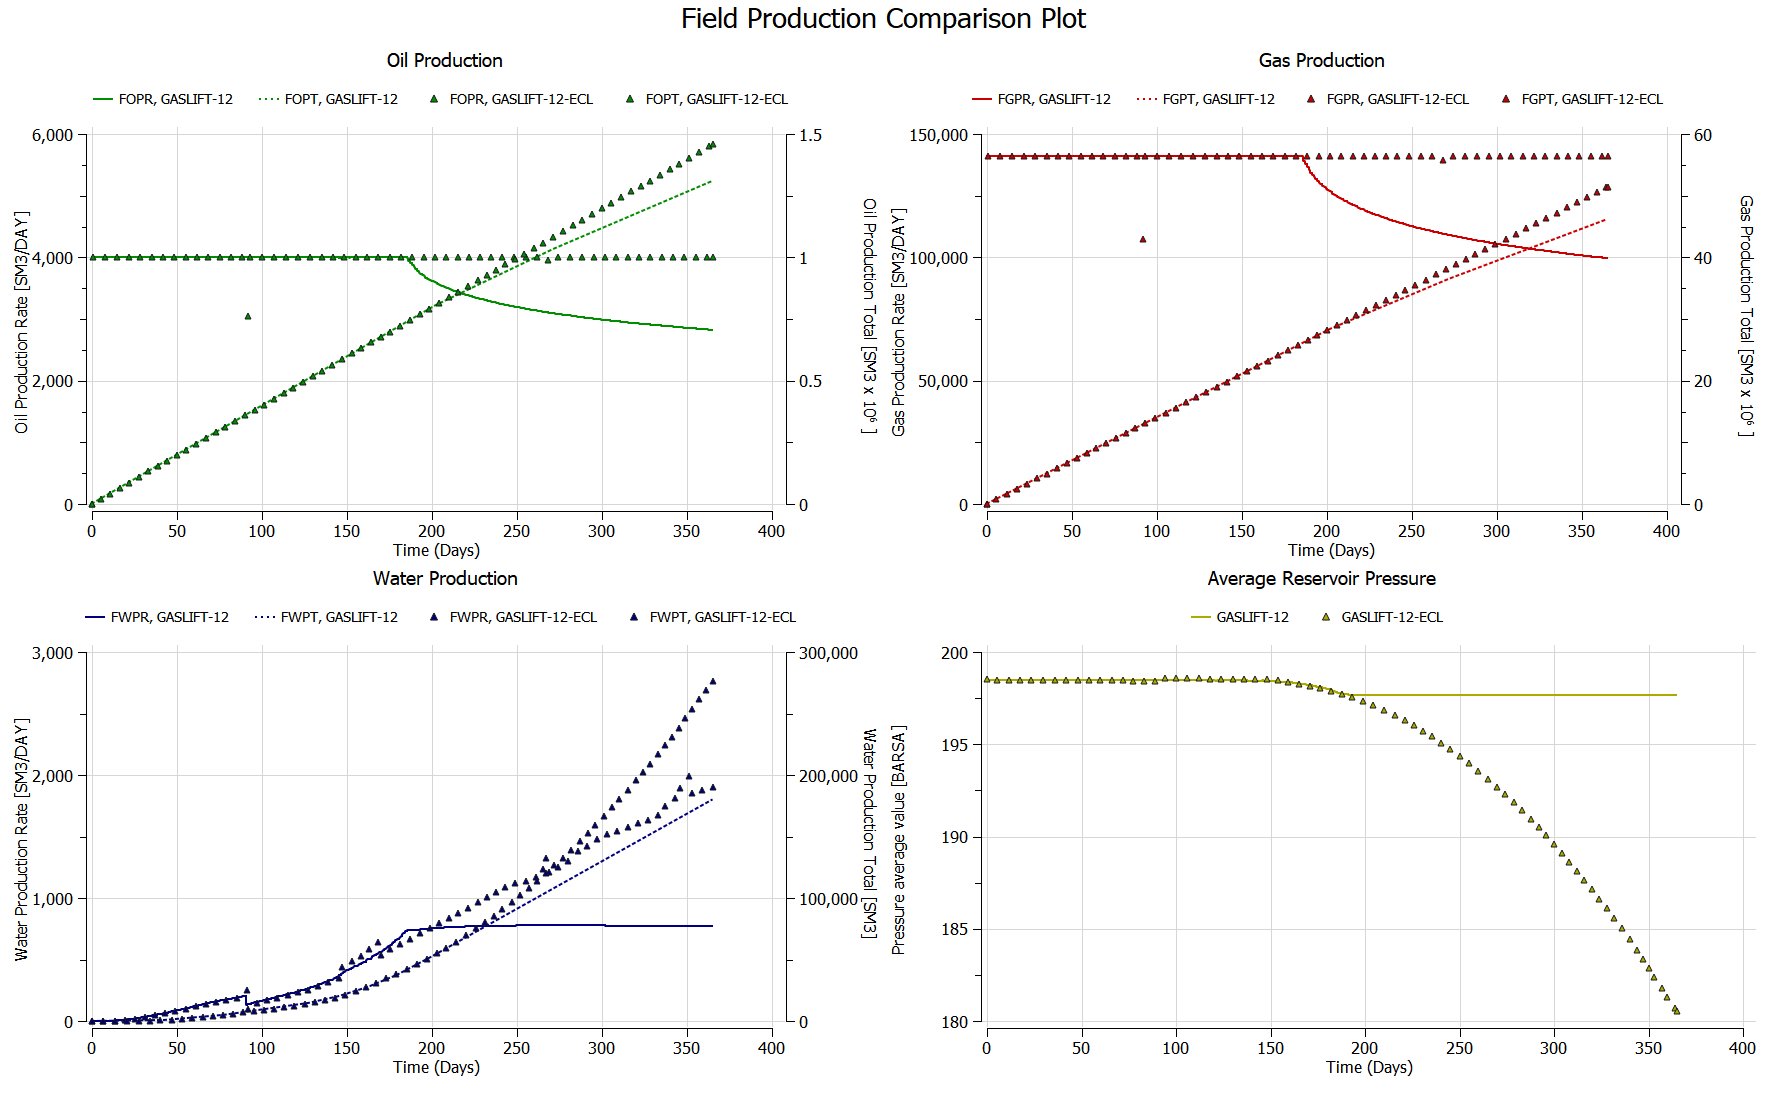 Field Production Comparison Plot
Oil Production
FOPR, GASLIFT-12
FOPT, GASLIFT-12
FOPR, GASLIFT-12-ECL
FOPT, GASLIFT-12-ECL
6,000
4,000
2,000
0
Oil Production Rate [SM3/DAY]
1.5
1
0.5
0
Oil Production Total [SM3 x 10⁶ ]
0 50 100 150 200 250 300 350 400
Time (Days)
Gas Production
FGPR, GASLIFT-12
FGPT, GASLIFT-12
FGPR, GASLIFT-12-ECL
FGPT, GASLIFT-12-ECL
150,000
100,000
50,000
0
Gas Production Rate [SM3/DAY]
60
40
20
0
Gas Production Total [SM3 x 10⁶ ]
0 50 100 150 200 250 300 350 400
Time (Days)
Water Production
FWPR, GASLIFT-12
FWPT, GASLIFT-12
FWPR, GASLIFT-12-ECL
FWPT, GASLIFT-12-ECL
3,000
2,000
1,000
0
Water Production Rate [SM3/DAY]
300,000
200,000
100,000
0
Water Production Total [SM3]
0 50 100 150 200 250 300 350 400
Time (Days)
Average Reservoir Pressure
GASLIFT-12
GASLIFT-12-ECL
200
195
190
185
180
Pressure average value [BARSA]
0 50 100 150 200 250 300 350 400
Time (Days)